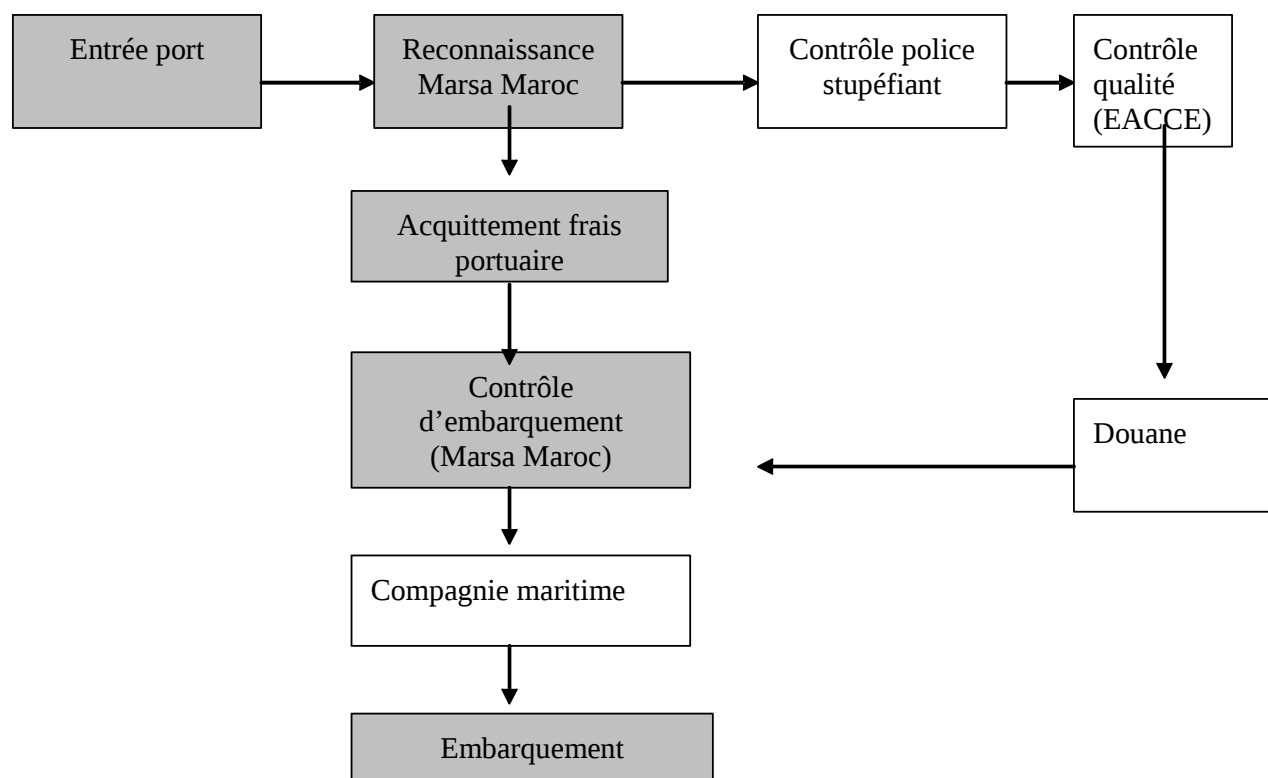 Entrée port
Reconnaissance
Marsa Maroc
Contrôle police
stupéfiant
Contrôle
qualité
(EACCE)
Acquittement frais
portuaire
Contrôle
d’embarquement
(Marsa Maroc)
Douane
Compagnie maritime
Embarquement